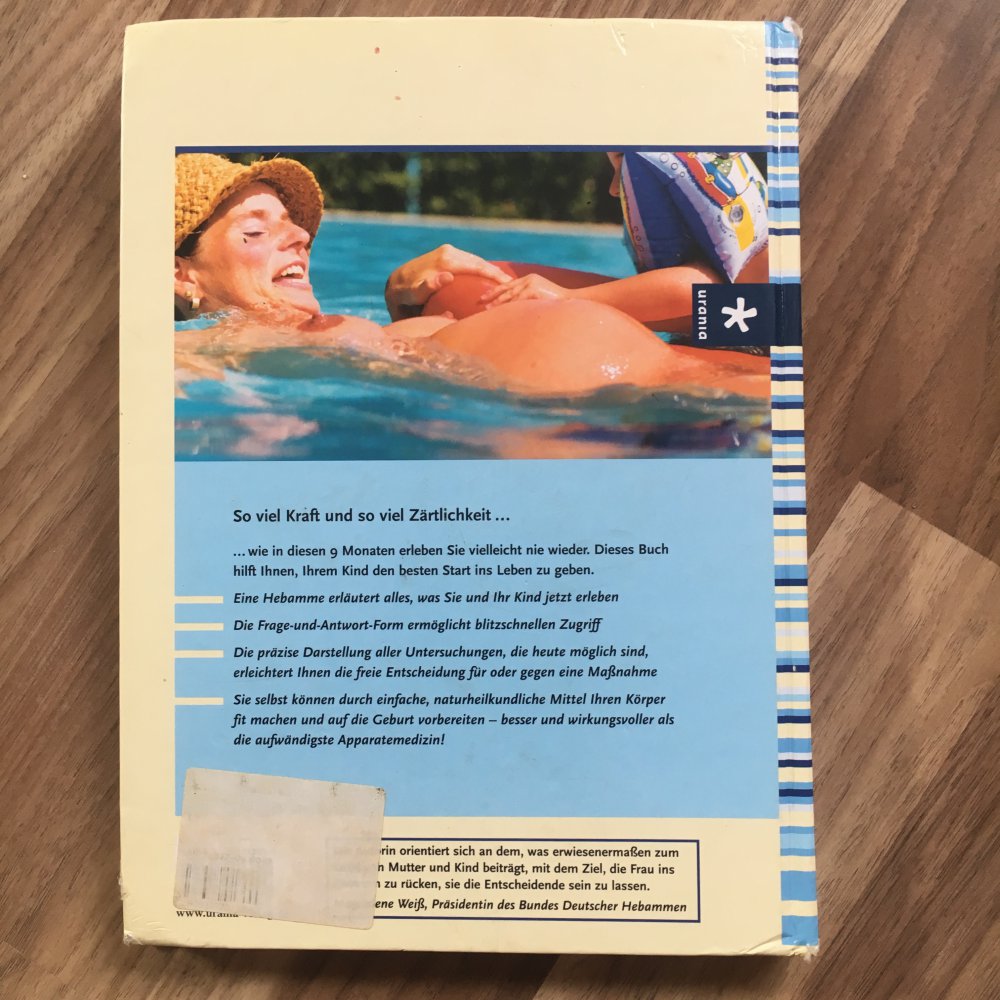 urania
So viel Kraft und so viel Zärtlichkeit ...
... wie in diesen 9 Monaten erleben Sie vielleicht nie wieder. Dieses Buch
hilft Ihnen, Ihrem Kind den besten Start ins Leben zu geben.
Eine Hebamme erläutert alles, was Sie und Ihr Kind jetzt erleben
Die Frage-und-Antwort-Form ermöglicht blitzschnellen Zugriff
Die präzise Darstellung aller Untersuchungen, die heute möglich sind,
erleichtert Ihnen die freie Entscheidung für oder gegen eine Maßnahme
Sie selbst können durch einfache, naturheilkundliche Mittel Ihren Körper
fit machen und auf die Geburt vorbereiten – besser und wirkungsvoller als
die aufwändigste Apparatemedizin!
orientiert sich an dem, was erwiesenermaßen zum
Mutter und Kind beiträgt, mit dem Ziel, die Frau ins
zu rücken, sie die Entscheidende sein zu lassen.
Weiß, Präsidentin des Bundes Deutscher Hebammen